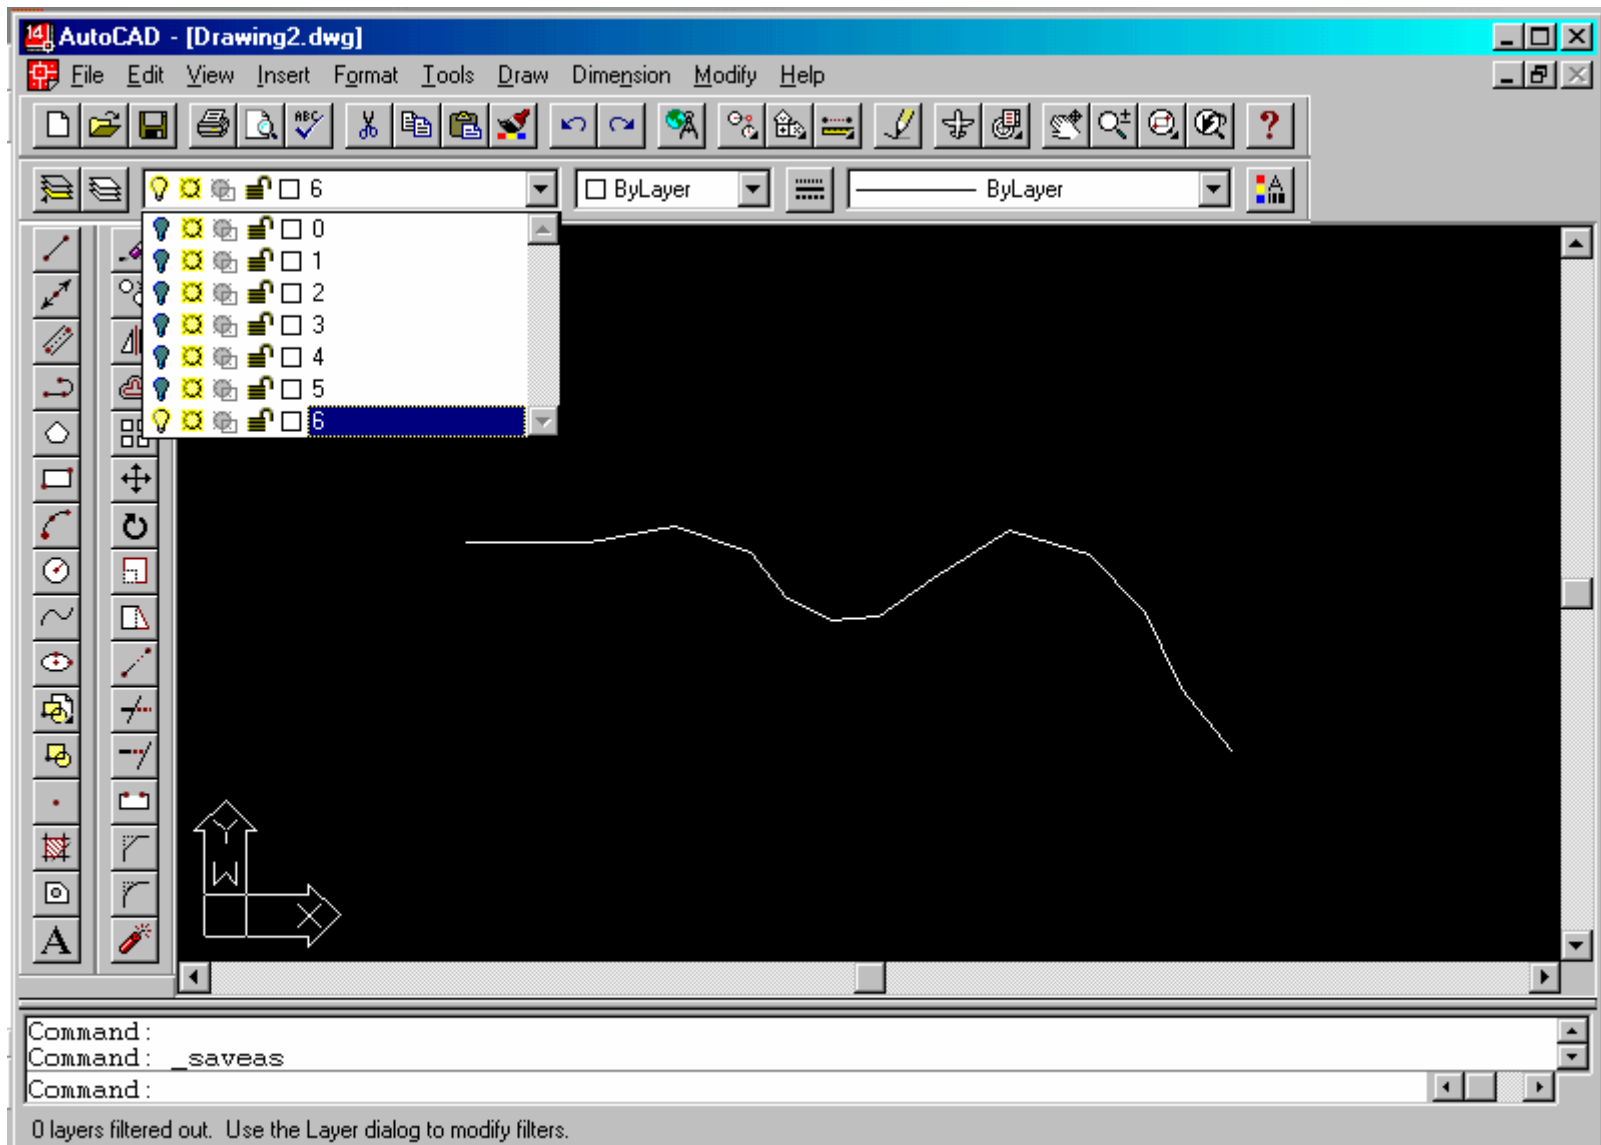 14 AutoCAD - [Drawing2.dwg]
File Edit View Insert Format Tools Draw Dimension Modify Help
ABC ?
6 ByLayer ByLayer A
0
1
2
3
4
5
6
Y
W
X
A
Command:
Command: _saveas
Command:
0 layers filtered out. Use the Layer dialog to modify filters.